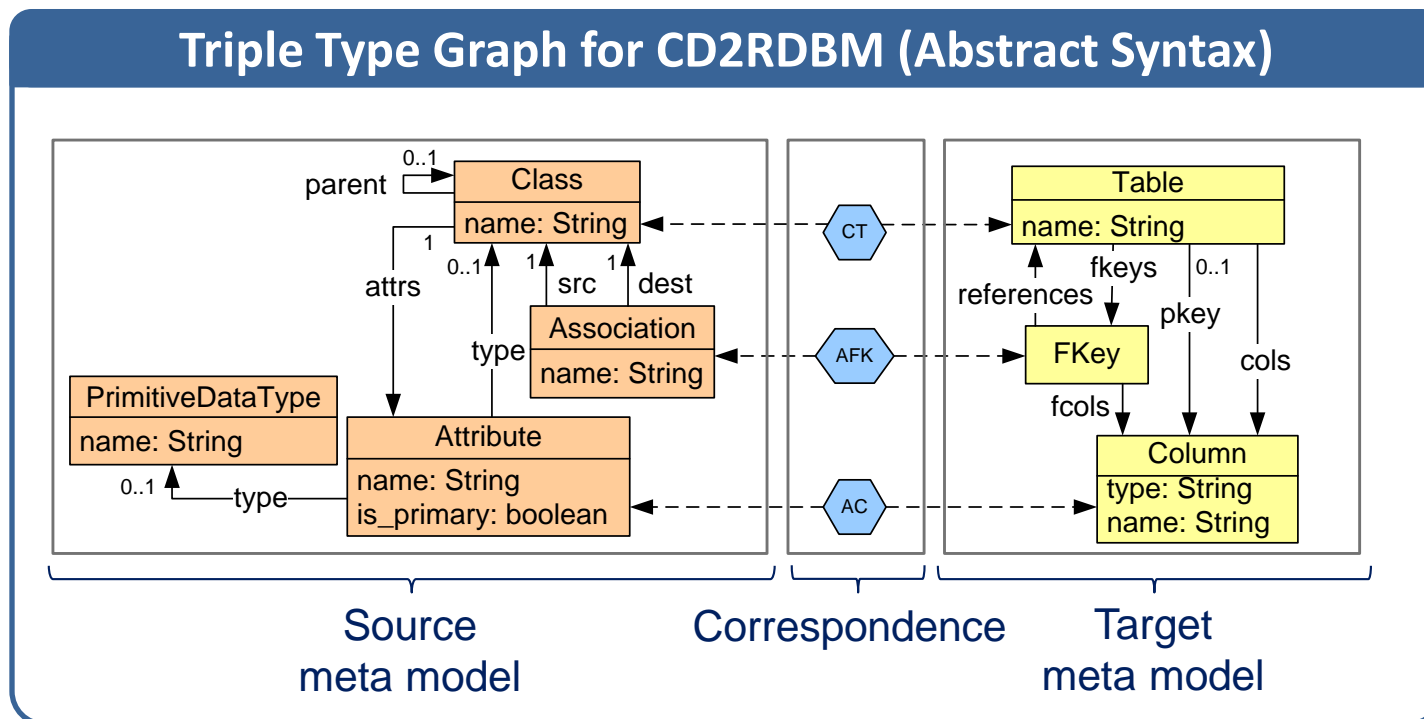 Triple Type Graph for CD2RDBM (Abstract Syntax)
0..1
parent
Class
name: String
1
attrs
0..1
1
src
1
dest
type
Association
name: String
PrimitiveDataType
name: String
0..1
type
Attribute
name: String
is_primary: boolean
CT
AFK
AC
Table
name: String
fkeys
0..1
references
pkey
cols
FKey
fcols
Column
type: String
name: String
Source
meta model
Correspondence
Target
meta model